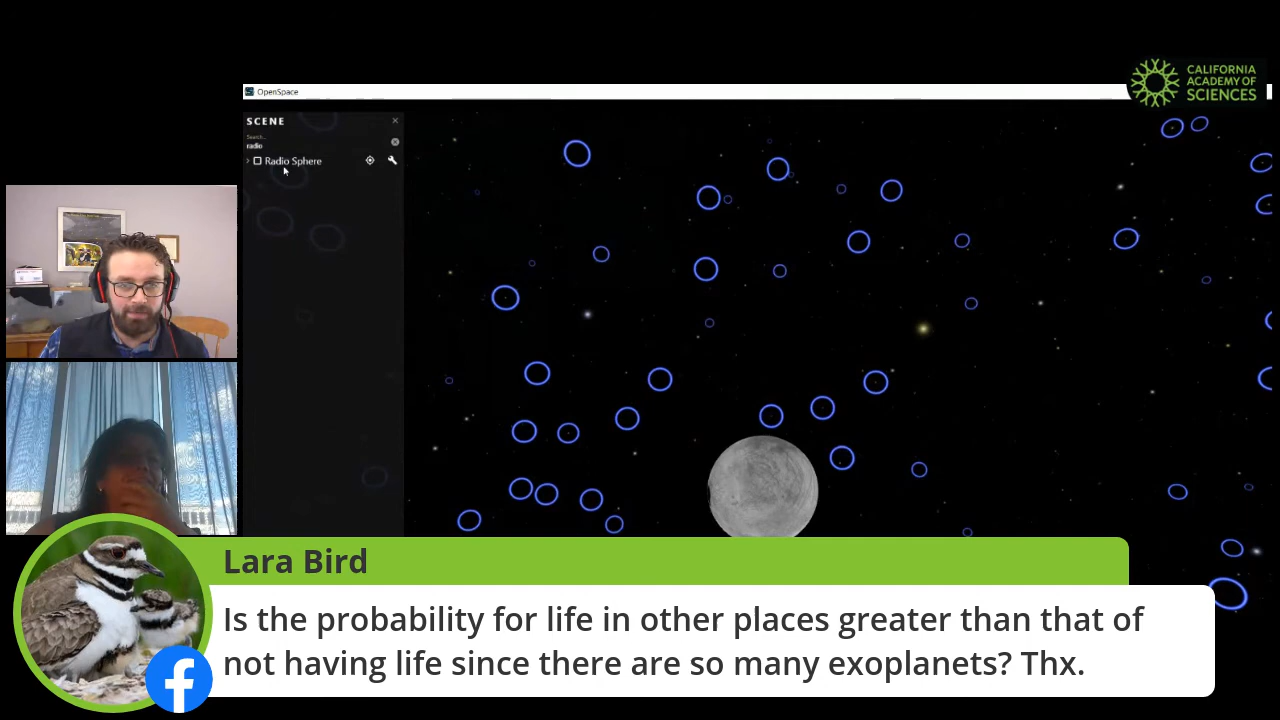 CALIFORNIA
ACADEMY OF
SCIENCES
OpenSpace
SCENE
Search...
radio
Radio Sphere
Lara Bird
Is the probability for life in other places greater than that of
not having life since there are so many exoplanets? Thx.